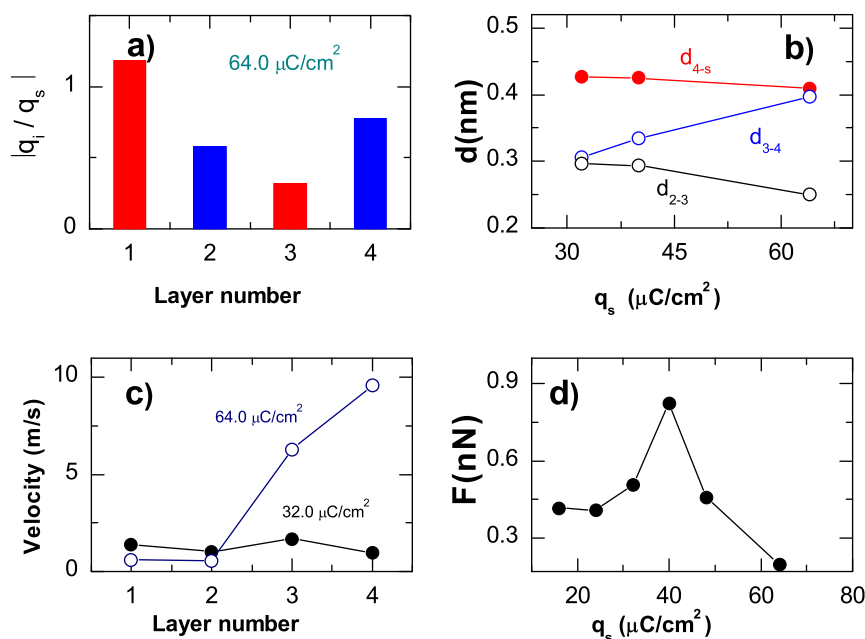 a)
64.0 μC/cm²
|qᵢ / qₛ |
1
0
1 2 3 4
Layer number
b)
d₄₋ₛ
d₃₋₄
d₂₋₃
d(nm)
0.5
0.4
0.3
0.2
30 45 60
qₛ (μC/cm²)
c)
64.0 μC/cm²
32.0 μC/cm²
Velocity (m/s)
10
5
0
1 2 3 4
Layer number
d)
F(nN)
0.9
0.6
0.3
20 40 60 80
qₛ (μC/cm²)